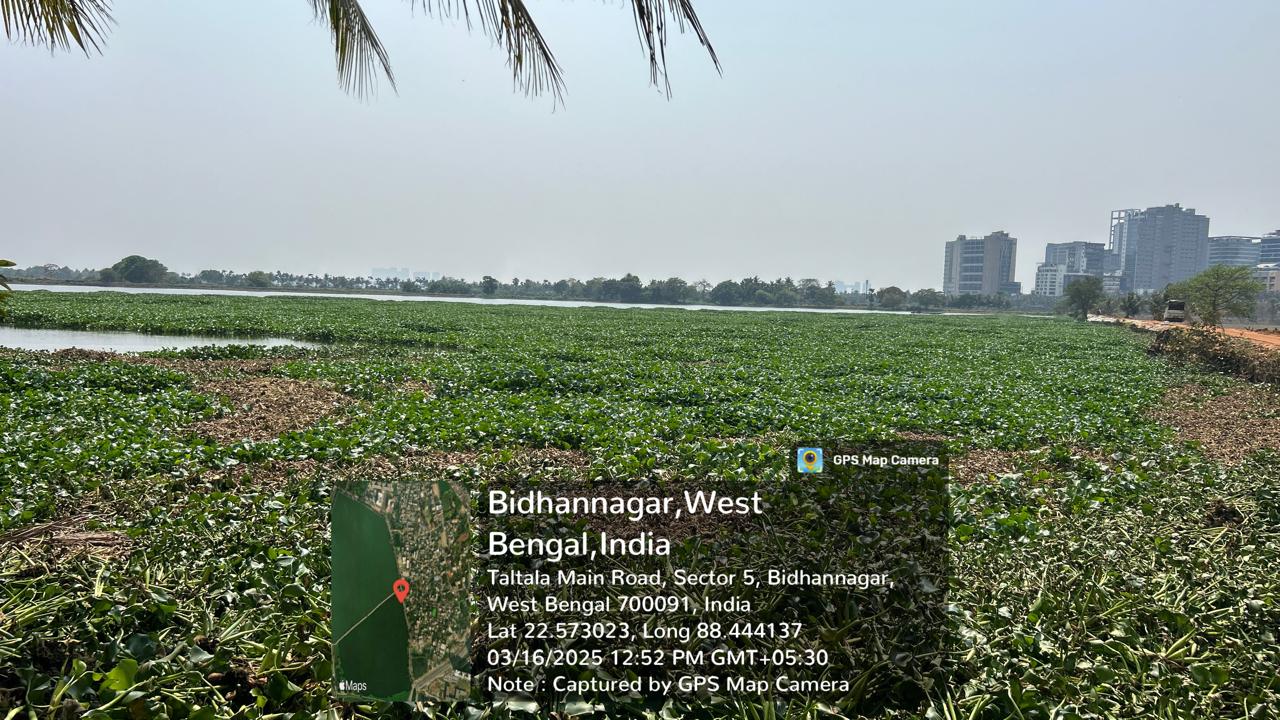 GPS Map Camera
Bidhannagar,West
Bengal,India
Taltala Main Road, Sector 5, Bidhannagar,
West Bengal 700091, India
Lat 22.573023, Long 88.444137
03/16/2025 12:52 PM GMT+05:30
Note : Captured by GPS Map Camera
Maps